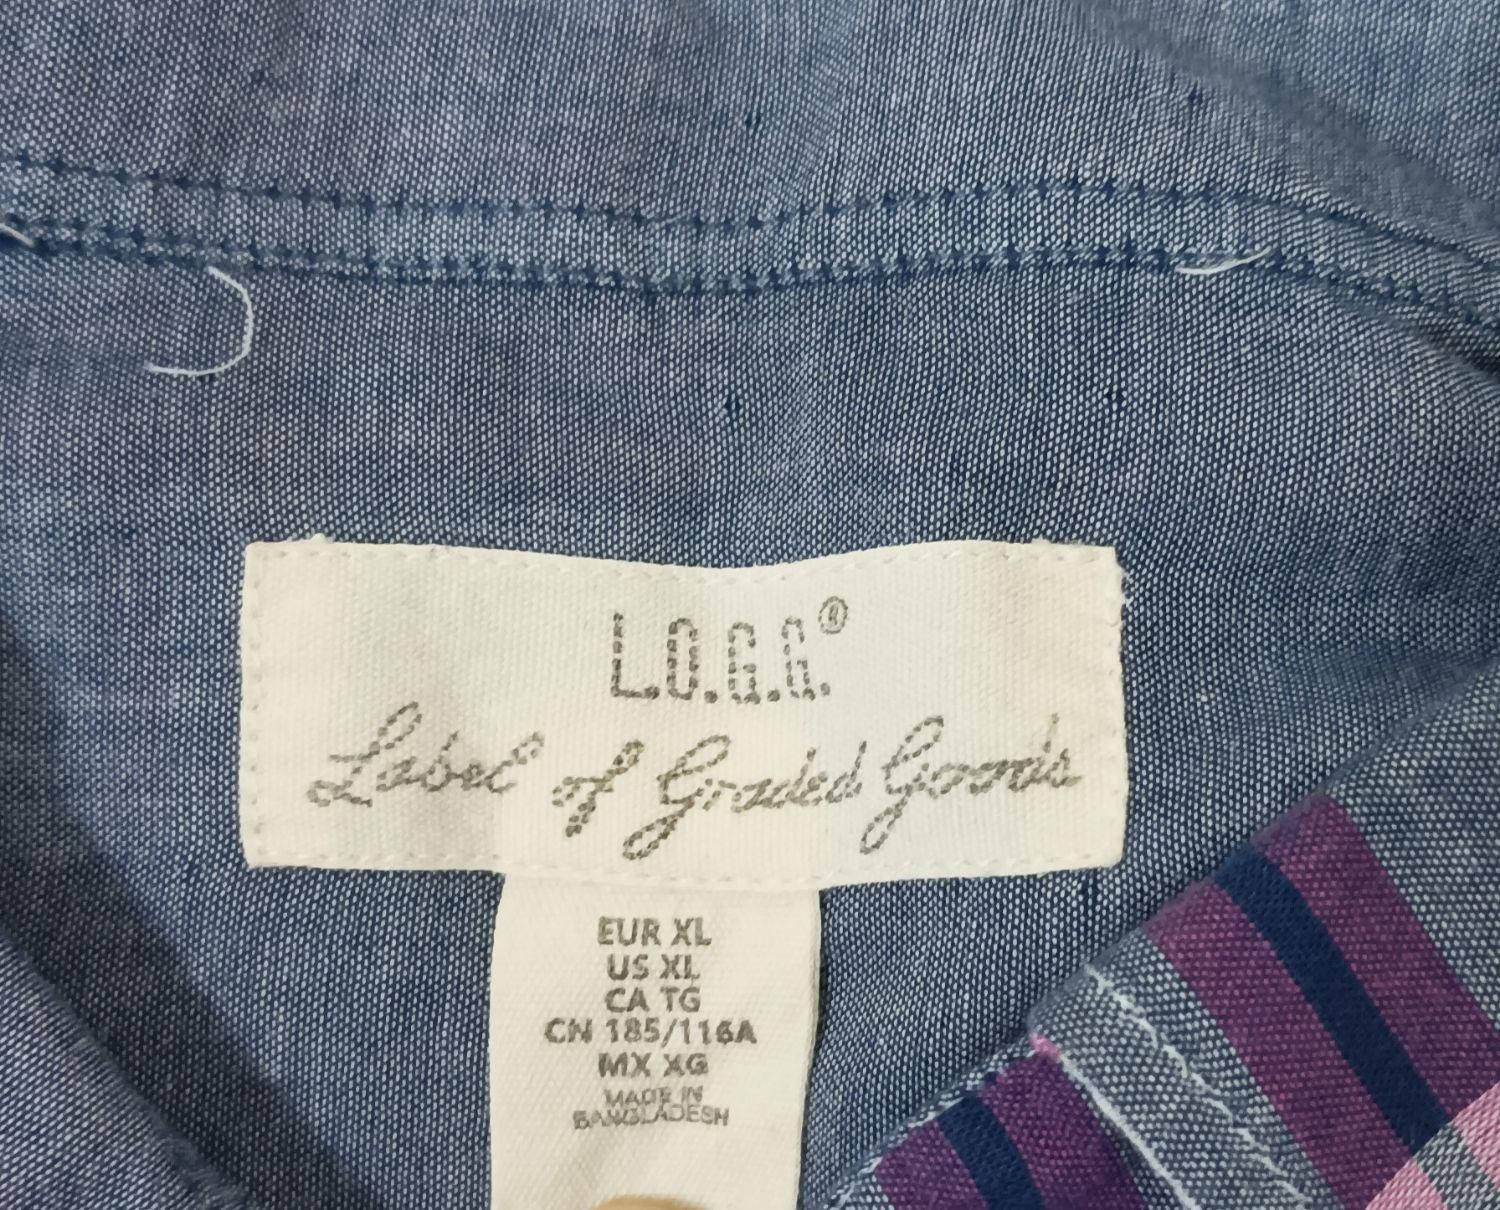 L.O.G.G.®
Label of Graded Goods
EUR XL
US XL
CA TG
CN 185/116A
MX XG
MADE IN
BANGLADESH